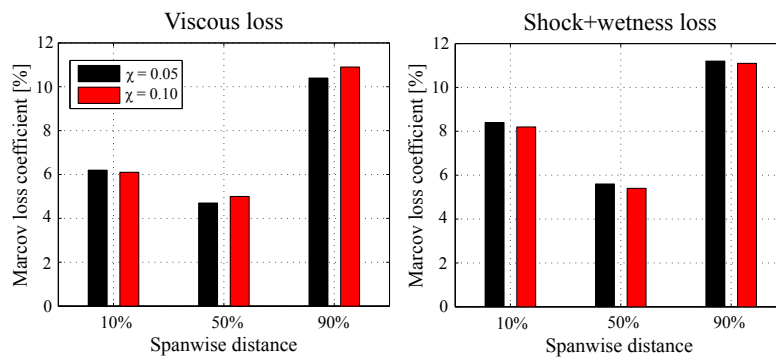 Viscous loss
Marcov loss coefficient [%]
12
10
8
6
4
2
0
χ = 0.05
χ = 0.10
10%
50%
90%
Spanwise distance
Shock+wetness loss
Marcov loss coefficient [%]
12
10
8
6
4
2
0
10%
50%
90%
Spanwise distance